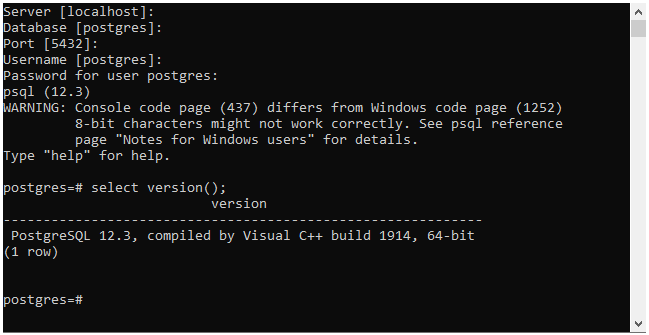 Server [localhost]:
Database [postgres]:
Port [5432]:
Username [postgres]:
Password for user postgres:
psql (12.3)
WARNING: Console code page (437) differs from Windows code page (1252)
         8-bit characters might not work correctly. See psql reference
         page "Notes for Windows users" for details.
Type "help" for help.

postgres=# select version();
                          version
------------------------------------------------------------
 PostgreSQL 12.3, compiled by Visual C++ build 1914, 64-bit
(1 row)


postgres=#